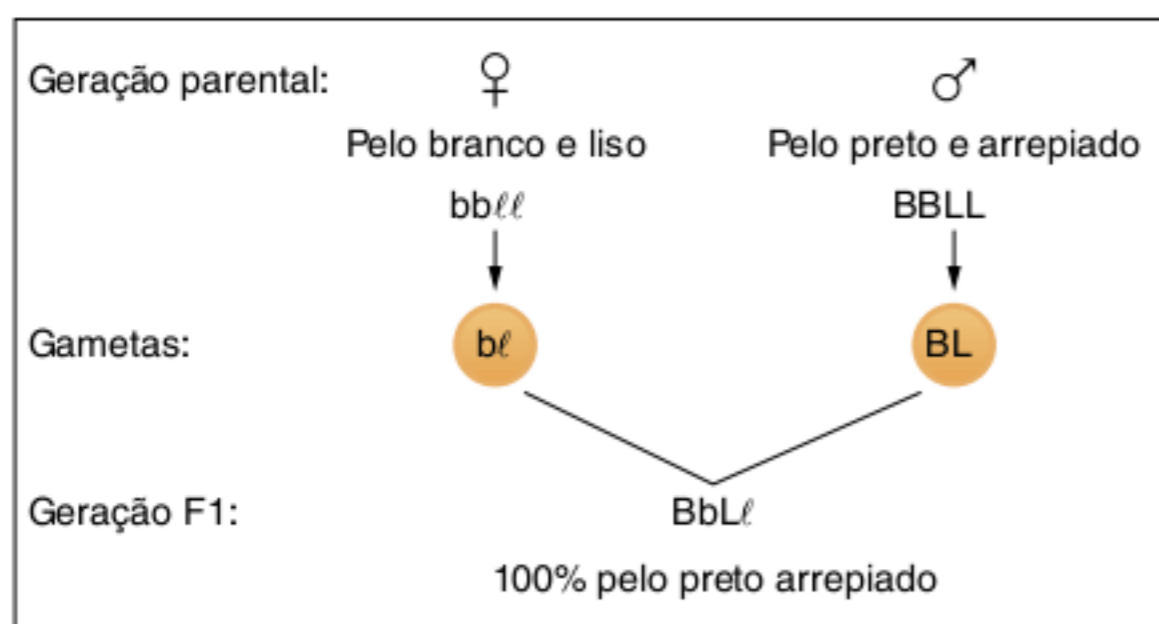 Geração parental: ♀ ♂
Pelo branco e liso Pelo preto e arrepiado
bbℓℓ BBLL
Gametas: bℓ BL
Geração F1: BbLℓ
100% pelo preto arrepiado